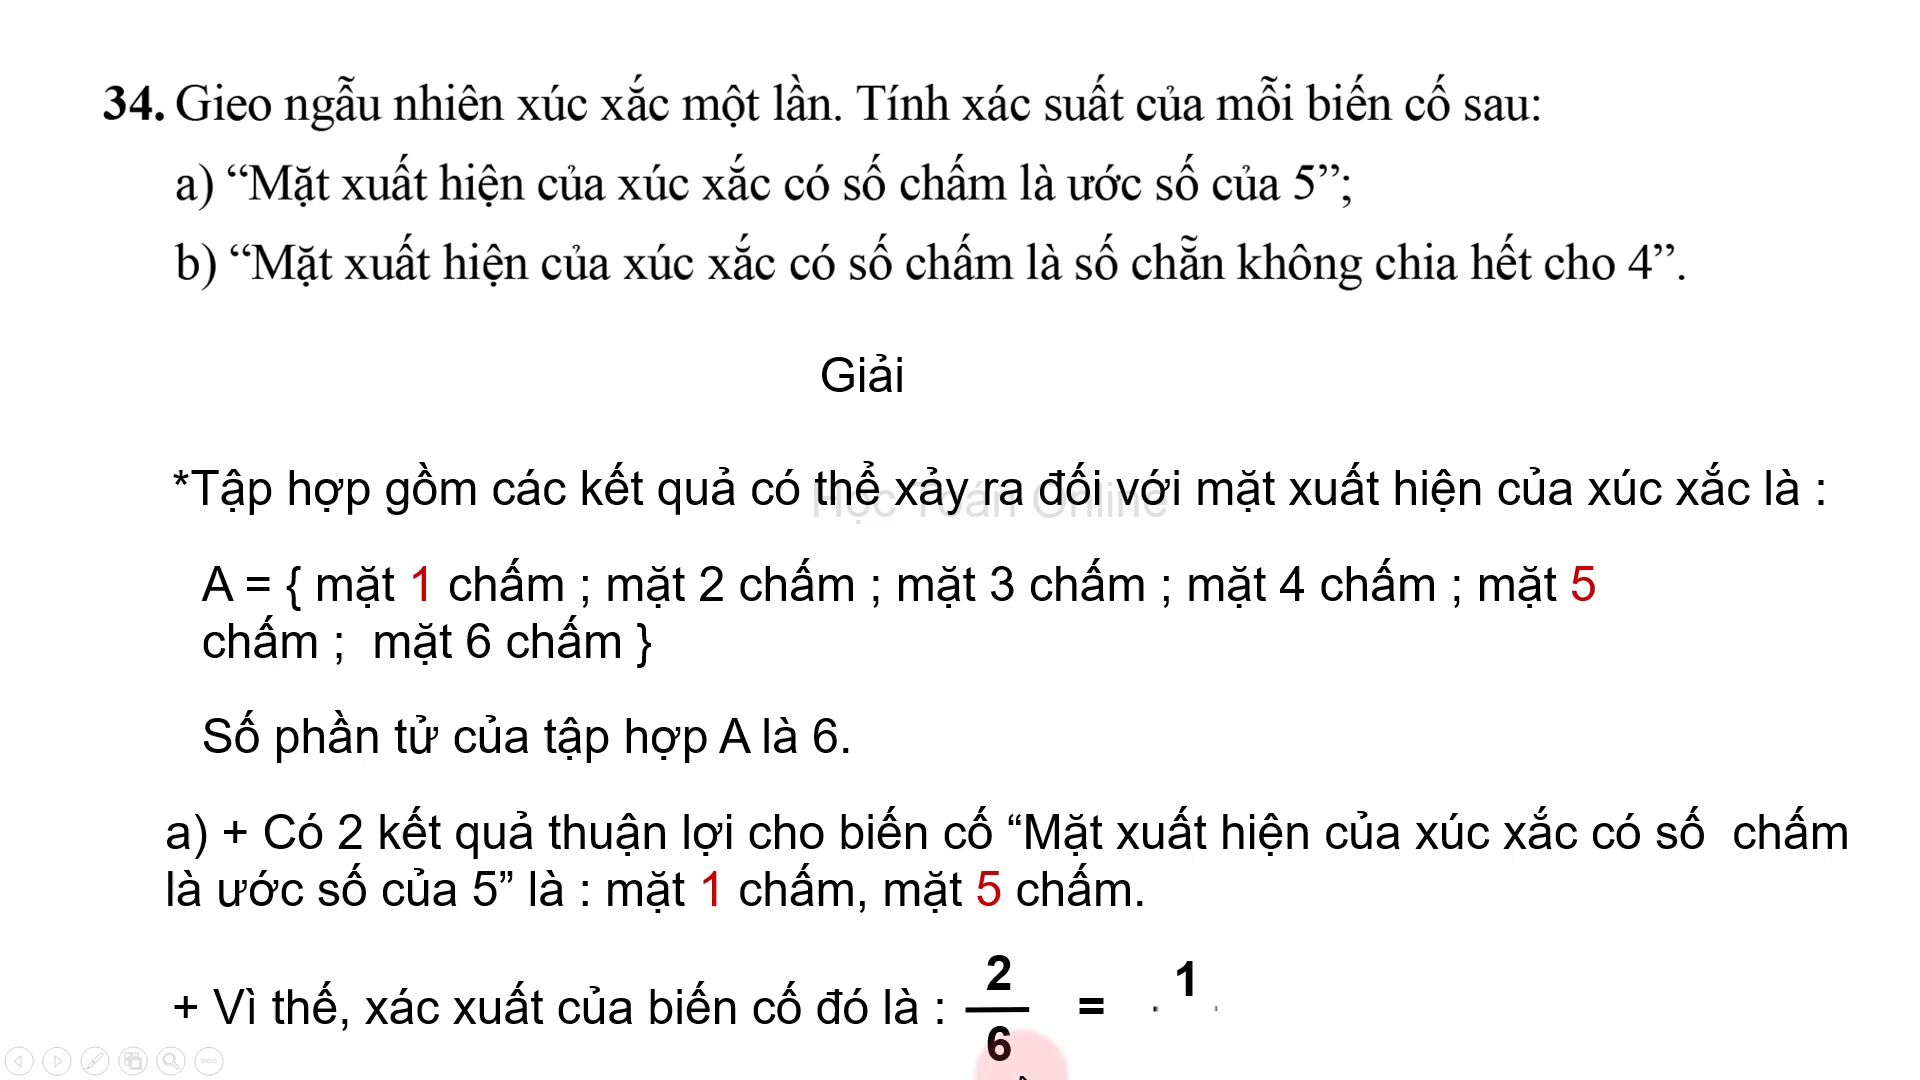 34. Gieo ngẫu nhiên xúc xắc một lần. Tính xác suất của mỗi biến cố sau:
a) “Mặt xuất hiện của xúc xắc có số chấm là ước số của 5”;
b) “Mặt xuất hiện của xúc xắc có số chấm là số chẵn không chia hết cho 4”.
Giải
*Tập hợp gồm các kết quả có thể xảy ra đối với mặt xuất hiện của xúc xắc là :
Học Toán Online
A = { mặt 1 chấm ; mặt 2 chấm ; mặt 3 chấm ; mặt 4 chấm ; mặt 5
chấm ; mặt 6 chấm }
Số phần tử của tập hợp A là 6.
a) + Có 2 kết quả thuận lợi cho biến cố “Mặt xuất hiện của xúc xắc có số chấm
là ước số của 5” là : mặt 1 chấm, mặt 5 chấm.
+ Vì thế, xác xuất của biến cố đó là : 2/6 = 1